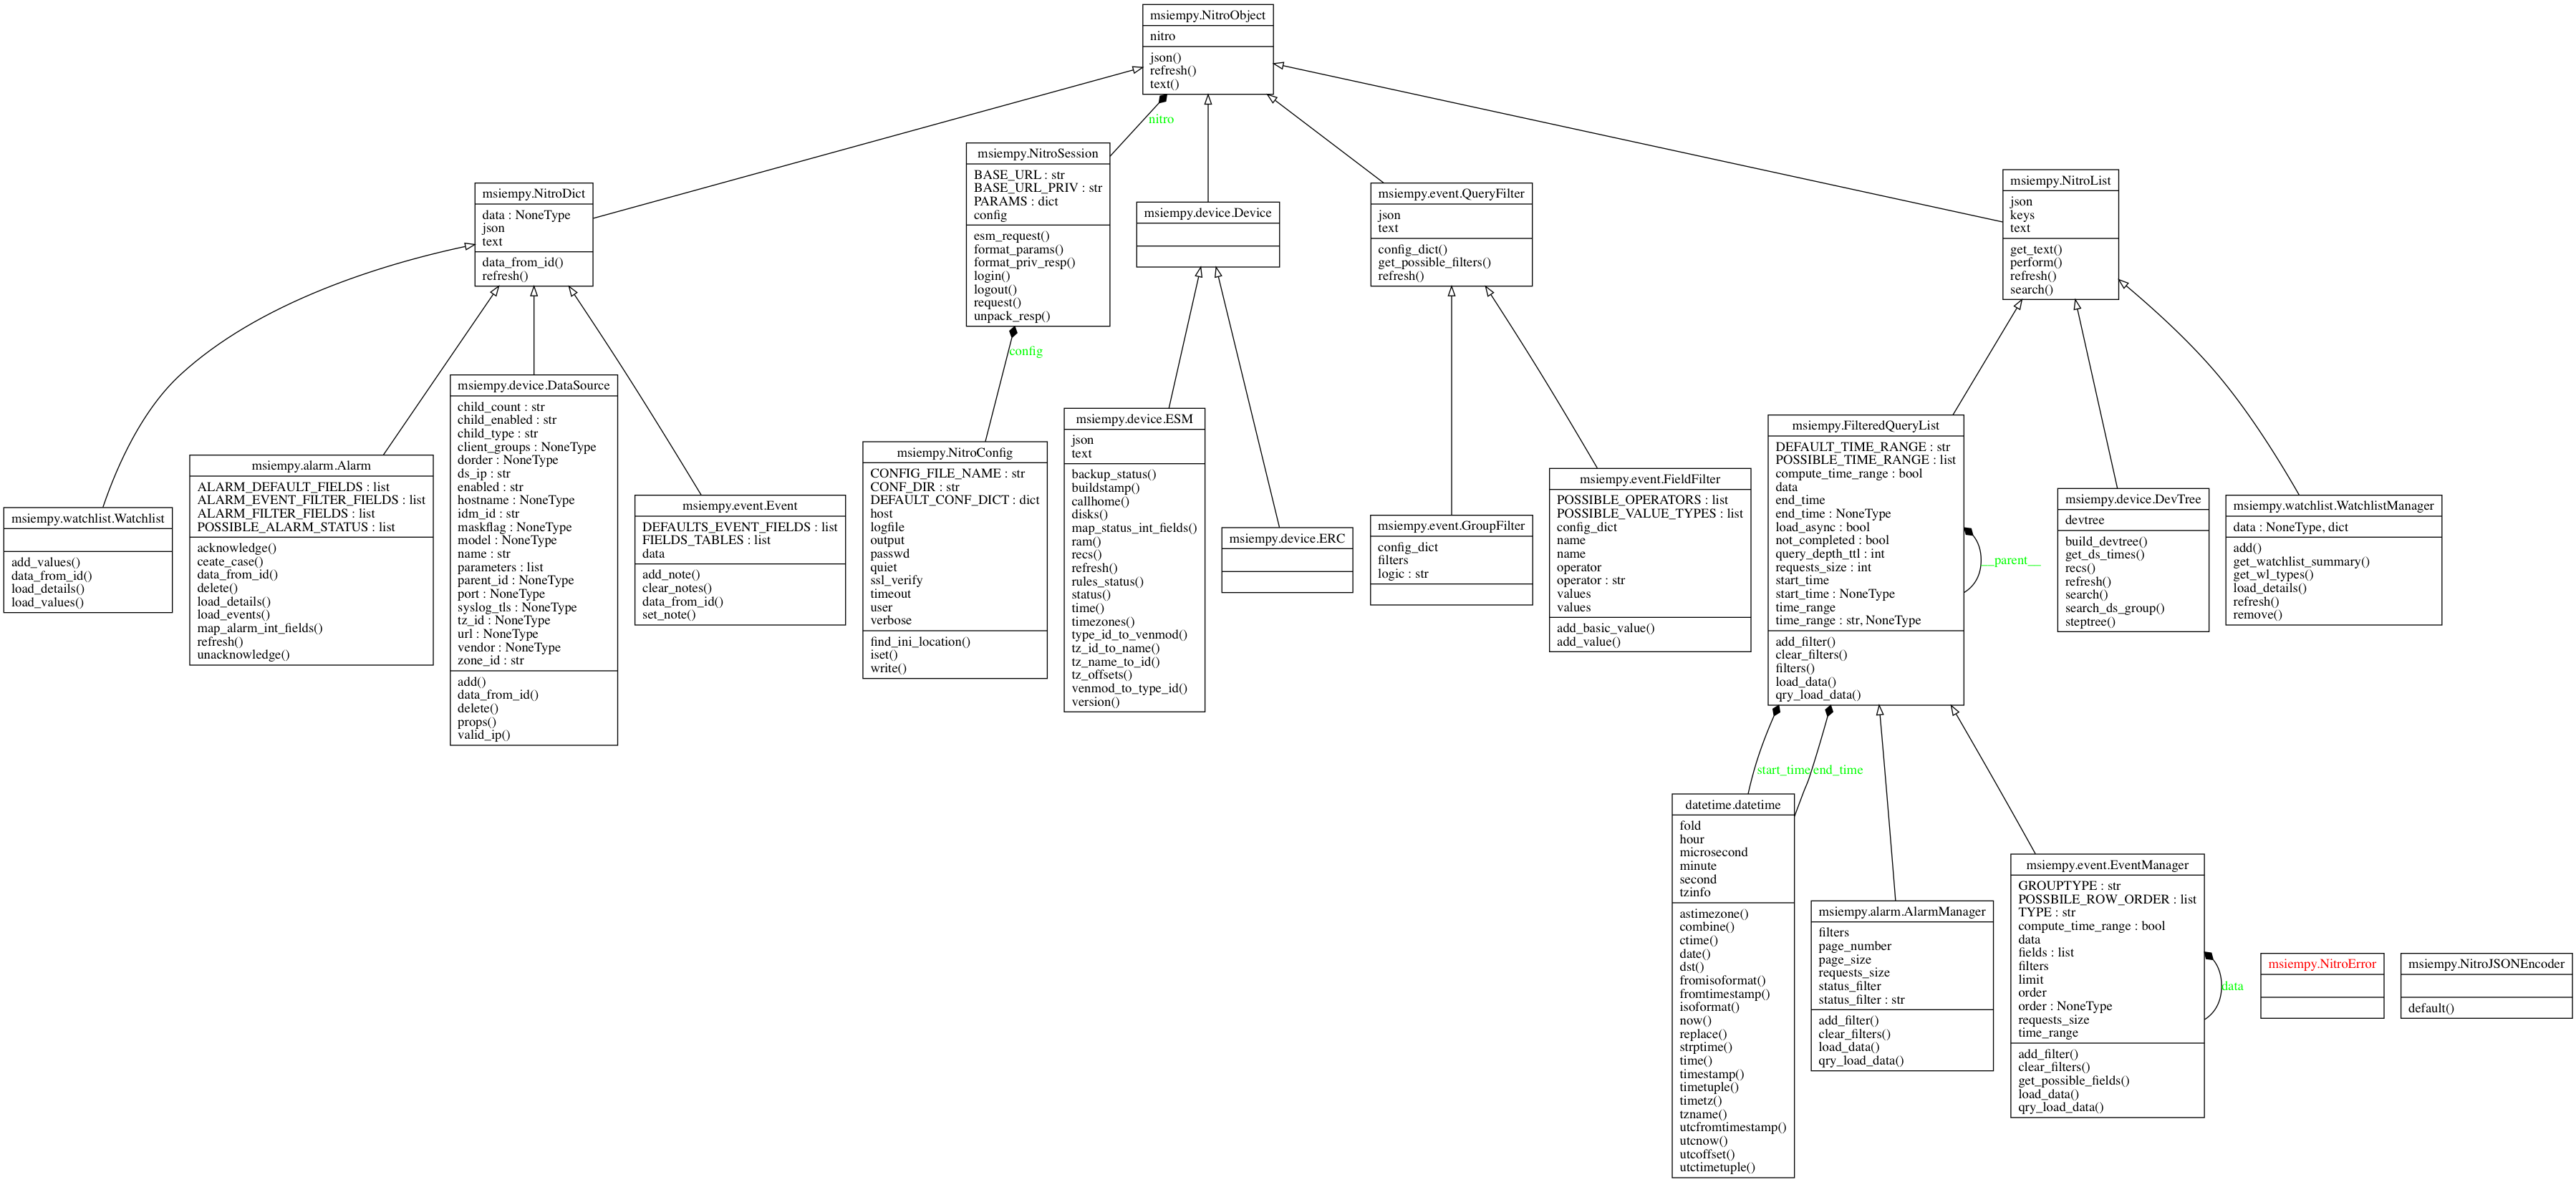 msiempy.NitroObject
nitro
json()
refresh()
text()
nitro
msiempy.NitroDict
data : NoneType
json
text
data_from_id()
refresh()
msiempy.NitroSession
BASE_URL : str
BASE_URL_PRIV : str
PARAMS : dict
config
esm_request()
format_params()
format_priv_resp()
login()
logout()
request()
unpack_resp()
config
msiempy.device.Device
msiempy.event.QueryFilter
json
text
config_dict()
get_possible_filters()
refresh()
msiempy.NitroList
json
keys
text
get_text()
perform()
refresh()
search()
msiempy.watchlist.Watchlist
add_values()
data_from_id()
load_details()
load_values()
msiempy.alarm.Alarm
ALARM_DEFAULT_FIELDS : list
ALARM_EVENT_FILTER_FIELDS : list
ALARM_FILTER_FIELDS : list
POSSIBLE_ALARM_STATUS : list
acknowledge()
ceate_case()
data_from_id()
delete()
load_details()
load_events()
map_alarm_int_fields()
refresh()
unacknowledge()
msiempy.device.DataSource
child_count : str
child_enabled : str
child_type : str
client_groups : NoneType
dorder : NoneType
ds_ip : str
enabled : str
hostname : NoneType
idm_id : str
maskflag : NoneType
model : NoneType
name : str
parameters : list
parent_id : NoneType
port : NoneType
syslog_tls : NoneType
tz_id : NoneType
url : NoneType
vendor : NoneType
zone_id : str
add()
data_from_id()
delete()
props()
valid_ip()
msiempy.event.Event
DEFAULTS_EVENT_FIELDS : list
FIELDS_TABLES : list
data
add_note()
clear_notes()
data_from_id()
set_note()
msiempy.NitroConfig
CONFIG_FILE_NAME : str
CONF_DIR : str
DEFAULT_CONF_DICT : dict
host
logfile
output
passwd
quiet
ssl_verify
timeout
user
verbose
find_ini_location()
iset()
write()
msiempy.device.ESM
json
text
backup_status()
buildstamp()
callhome()
disks()
map_status_int_fields()
ram()
recs()
refresh()
rules_status()
status()
time()
timezones()
type_id_to_venmod()
tz_id_to_name()
tz_name_to_id()
tz_offsets()
venmod_to_type_id()
version()
msiempy.device.ERC
msiempy.event.GroupFilter
config_dict
filters
logic : str
msiempy.event.FieldFilter
POSSIBLE_OPERATORS : list
POSSIBLE_VALUE_TYPES : list
config_dict
name
name
operator
operator : str
values
values
add_basic_value()
add_value()
msiempy.FilteredQueryList
DEFAULT_TIME_RANGE : str
POSSIBLE_TIME_RANGE : list
compute_time_range : bool
data
end_time
end_time : NoneType
load_async : bool
not_completed : bool
query_depth_ttl : int
requests_size : int
start_time
start_time : NoneType
time_range
time_range : str, NoneType
add_filter()
clear_filters()
filters()
load_data()
qry_load_data()
__parent__
msiempy.device.DevTree
devtree
build_devtree()
get_ds_times()
recs()
refresh()
search()
search_ds_group()
steptree()
msiempy.watchlist.WatchlistManager
data : NoneType, dict
add()
get_watchlist_summary()
get_wl_types()
load_details()
refresh()
remove()
start_time
end_time
datetime.datetime
fold
hour
microsecond
minute
second
tzinfo
astimezone()
combine()
ctime()
date()
dst()
fromisoformat()
fromtimestamp()
isoformat()
now()
replace()
strptime()
time()
timestamp()
timetuple()
timetz()
tzname()
utcfromtimestamp()
utcnow()
utcoffset()
utctimetuple()
msiempy.alarm.AlarmManager
filters
page_number
page_size
requests_size
status_filter
status_filter : str
add_filter()
clear_filters()
load_data()
qry_load_data()
msiempy.event.EventManager
GROUPTYPE : str
POSSBILE_ROW_ORDER : list
TYPE : str
compute_time_range : bool
data
fields : list
filters
limit
order
order : NoneType
requests_size
time_range
add_filter()
clear_filters()
get_possible_fields()
load_data()
qry_load_data()
data
msiempy.NitroError
msiempy.NitroJSONEncoder
default()